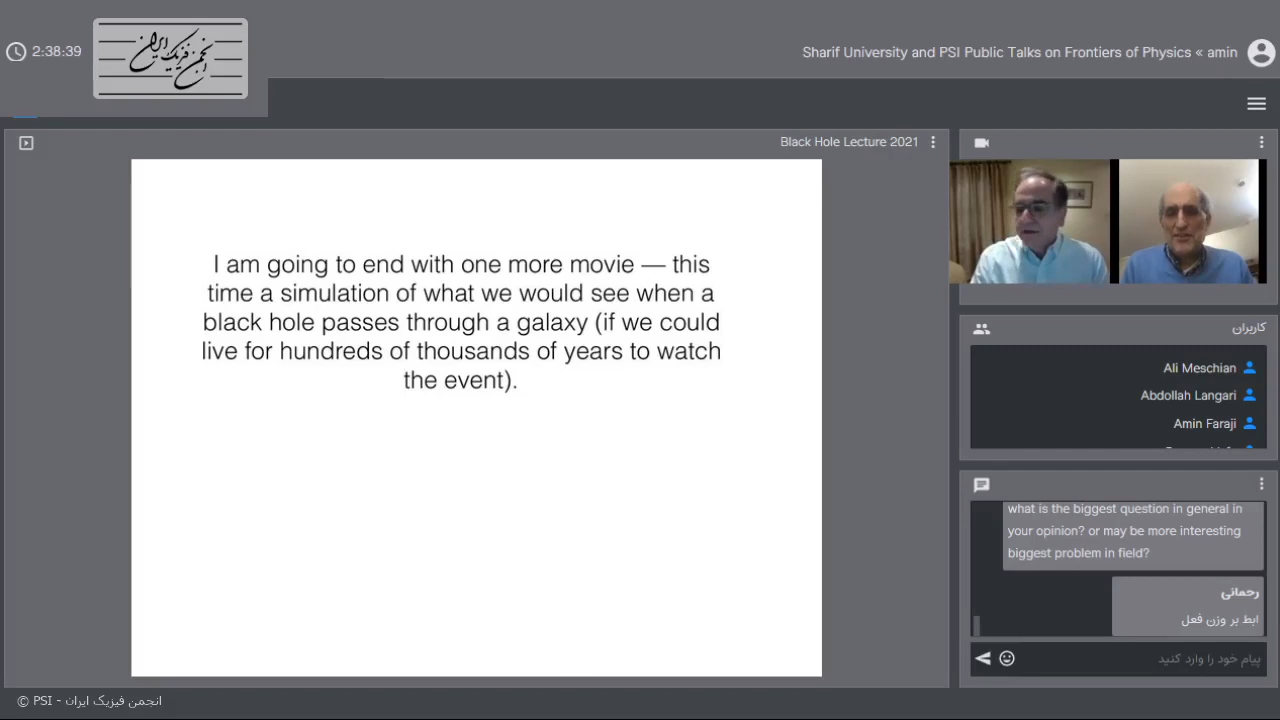 2:38:39
انجمن فیزیک ایران
Sharif University and PSI Public Talks on Frontiers of Physics « amin
Black Hole Lecture 2021
I am going to end with one more movie — this
time a simulation of what we would see when a
black hole passes through a galaxy (if we could
live for hundreds of thousands of years to watch
the event).
کاربران
Ali Meschian
Abdollah Langari
Amin Faraji
what is the biggest question in general in
your opinion? or may be more interesting
biggest problem in field?
رحمانی
ابط بر وزن فعل
پیام خود را وارد کنید
© PSI - انجمن فیزیک ایران